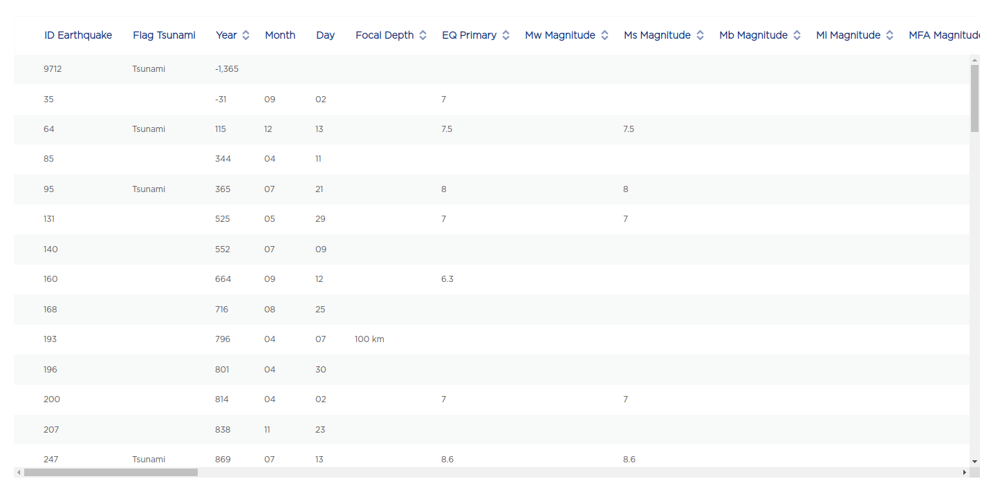 ID Earthquake Flag Tsunami Year Month Day Focal Depth EQ Primary Mw Magnitude Ms Magnitude Mb Magnitude Ml Magnitude MFA Magnitude
9712 Tsunami -1,365
35 -31 09 02 7
64 Tsunami 115 12 13 7.5 7.5
85 344 04 11
95 Tsunami 365 07 21 8 8
131 525 05 29 7 7
140 552 07 09
160 664 09 12 6.3
168 716 08 25
193 796 04 07 100 km
196 801 04 30
200 814 04 02 7 7
207 838 11 23
247 Tsunami 869 07 13 8.6 8.6